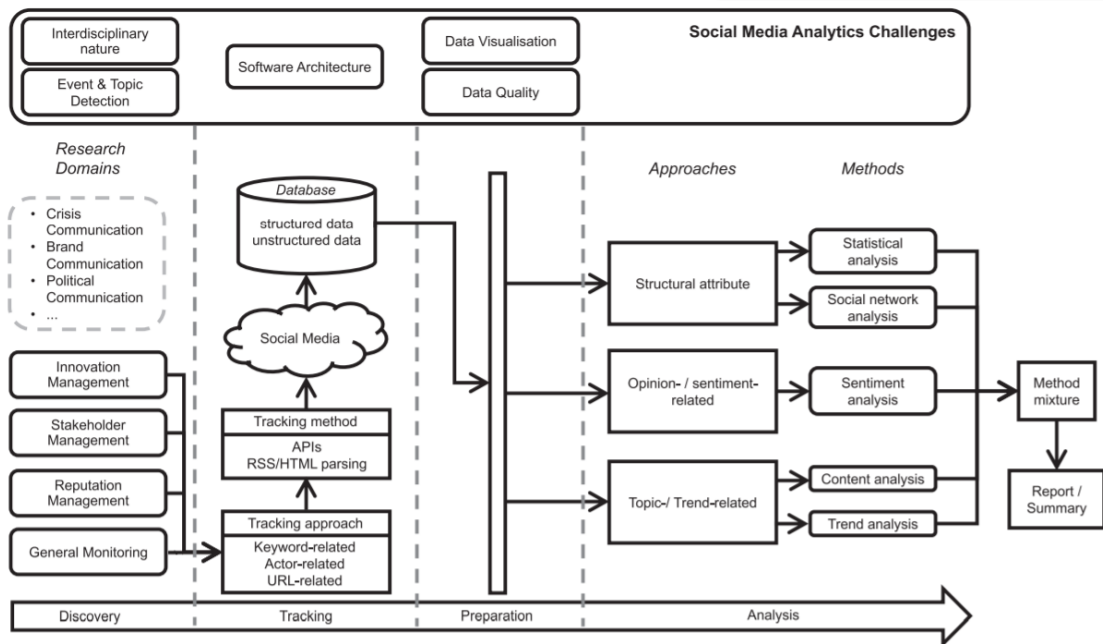 Social Media Analytics Challenges
Interdisciplinary
nature
Event & Topic
Detection
Software Architecture
Data Visualisation
Data Quality
Research
Domains
• Crisis
Communication
• Brand
Communication
• Political
Communication
• ...
Innovation
Management
Stakeholder
Management
Reputation
Management
General Monitoring
Database
structured data
unstructured data
Social Media
Tracking method
APIs
RSS/HTML parsing
Tracking approach
Keyword-related
Actor-related
URL-related
Approaches
Structural attribute
Opinion- / sentiment-
related
Topic-/ Trend-related
Methods
Statistical
analysis
Social network
analysis
Sentiment
analysis
Content analysis
Trend analysis
Method
mixture
Report /
Summary
Discovery
Tracking
Preparation
Analysis